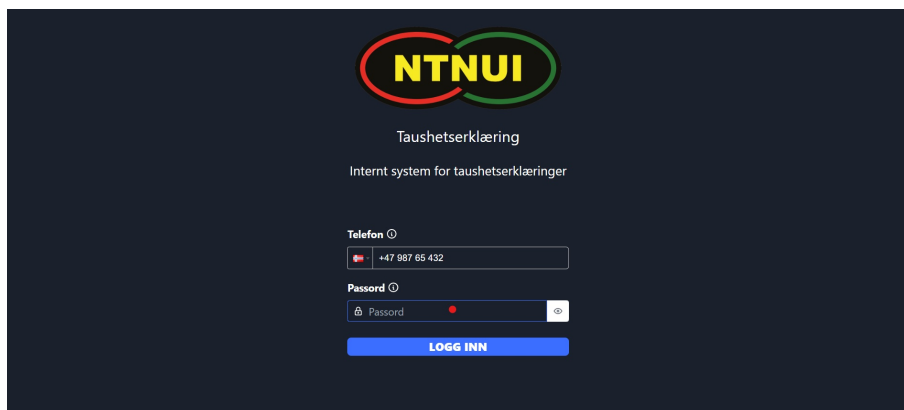 NTNUI
Taushetserklæring
Internt system for taushetserklæringer
Telefon
+47 987 65 432
Passord
Passord
LOGG INN